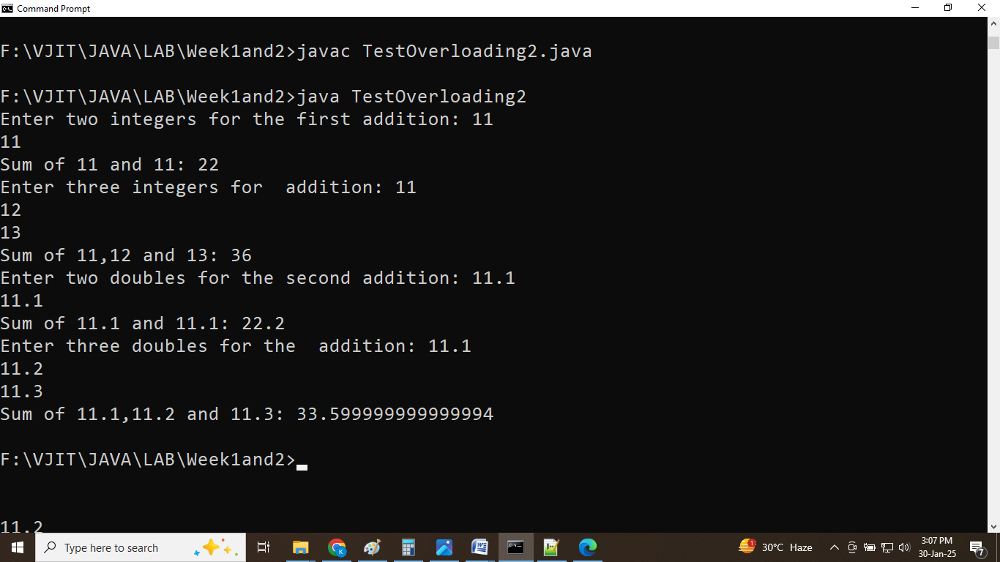 Command Prompt
F:\VJIT\JAVA\LAB\Week1and2>javac TestOverloading2.java
F:\VJIT\JAVA\LAB\Week1and2>java TestOverloading2
Enter two integers for the first addition: 11
11
Sum of 11 and 11: 22
Enter three integers for  addition: 11
12
13
Sum of 11,12 and 13: 36
Enter two doubles for the second addition: 11.1
11.1
Sum of 11.1 and 11.1: 22.2
Enter three doubles for the  addition: 11.1
11.2
11.3
Sum of 11.1,11.2 and 11.3: 33.599999999999994
F:\VJIT\JAVA\LAB\Week1and2>
11.2
Type here to search
K
W
1
30°C Haze
3:07 PM
30-Jan-25
7